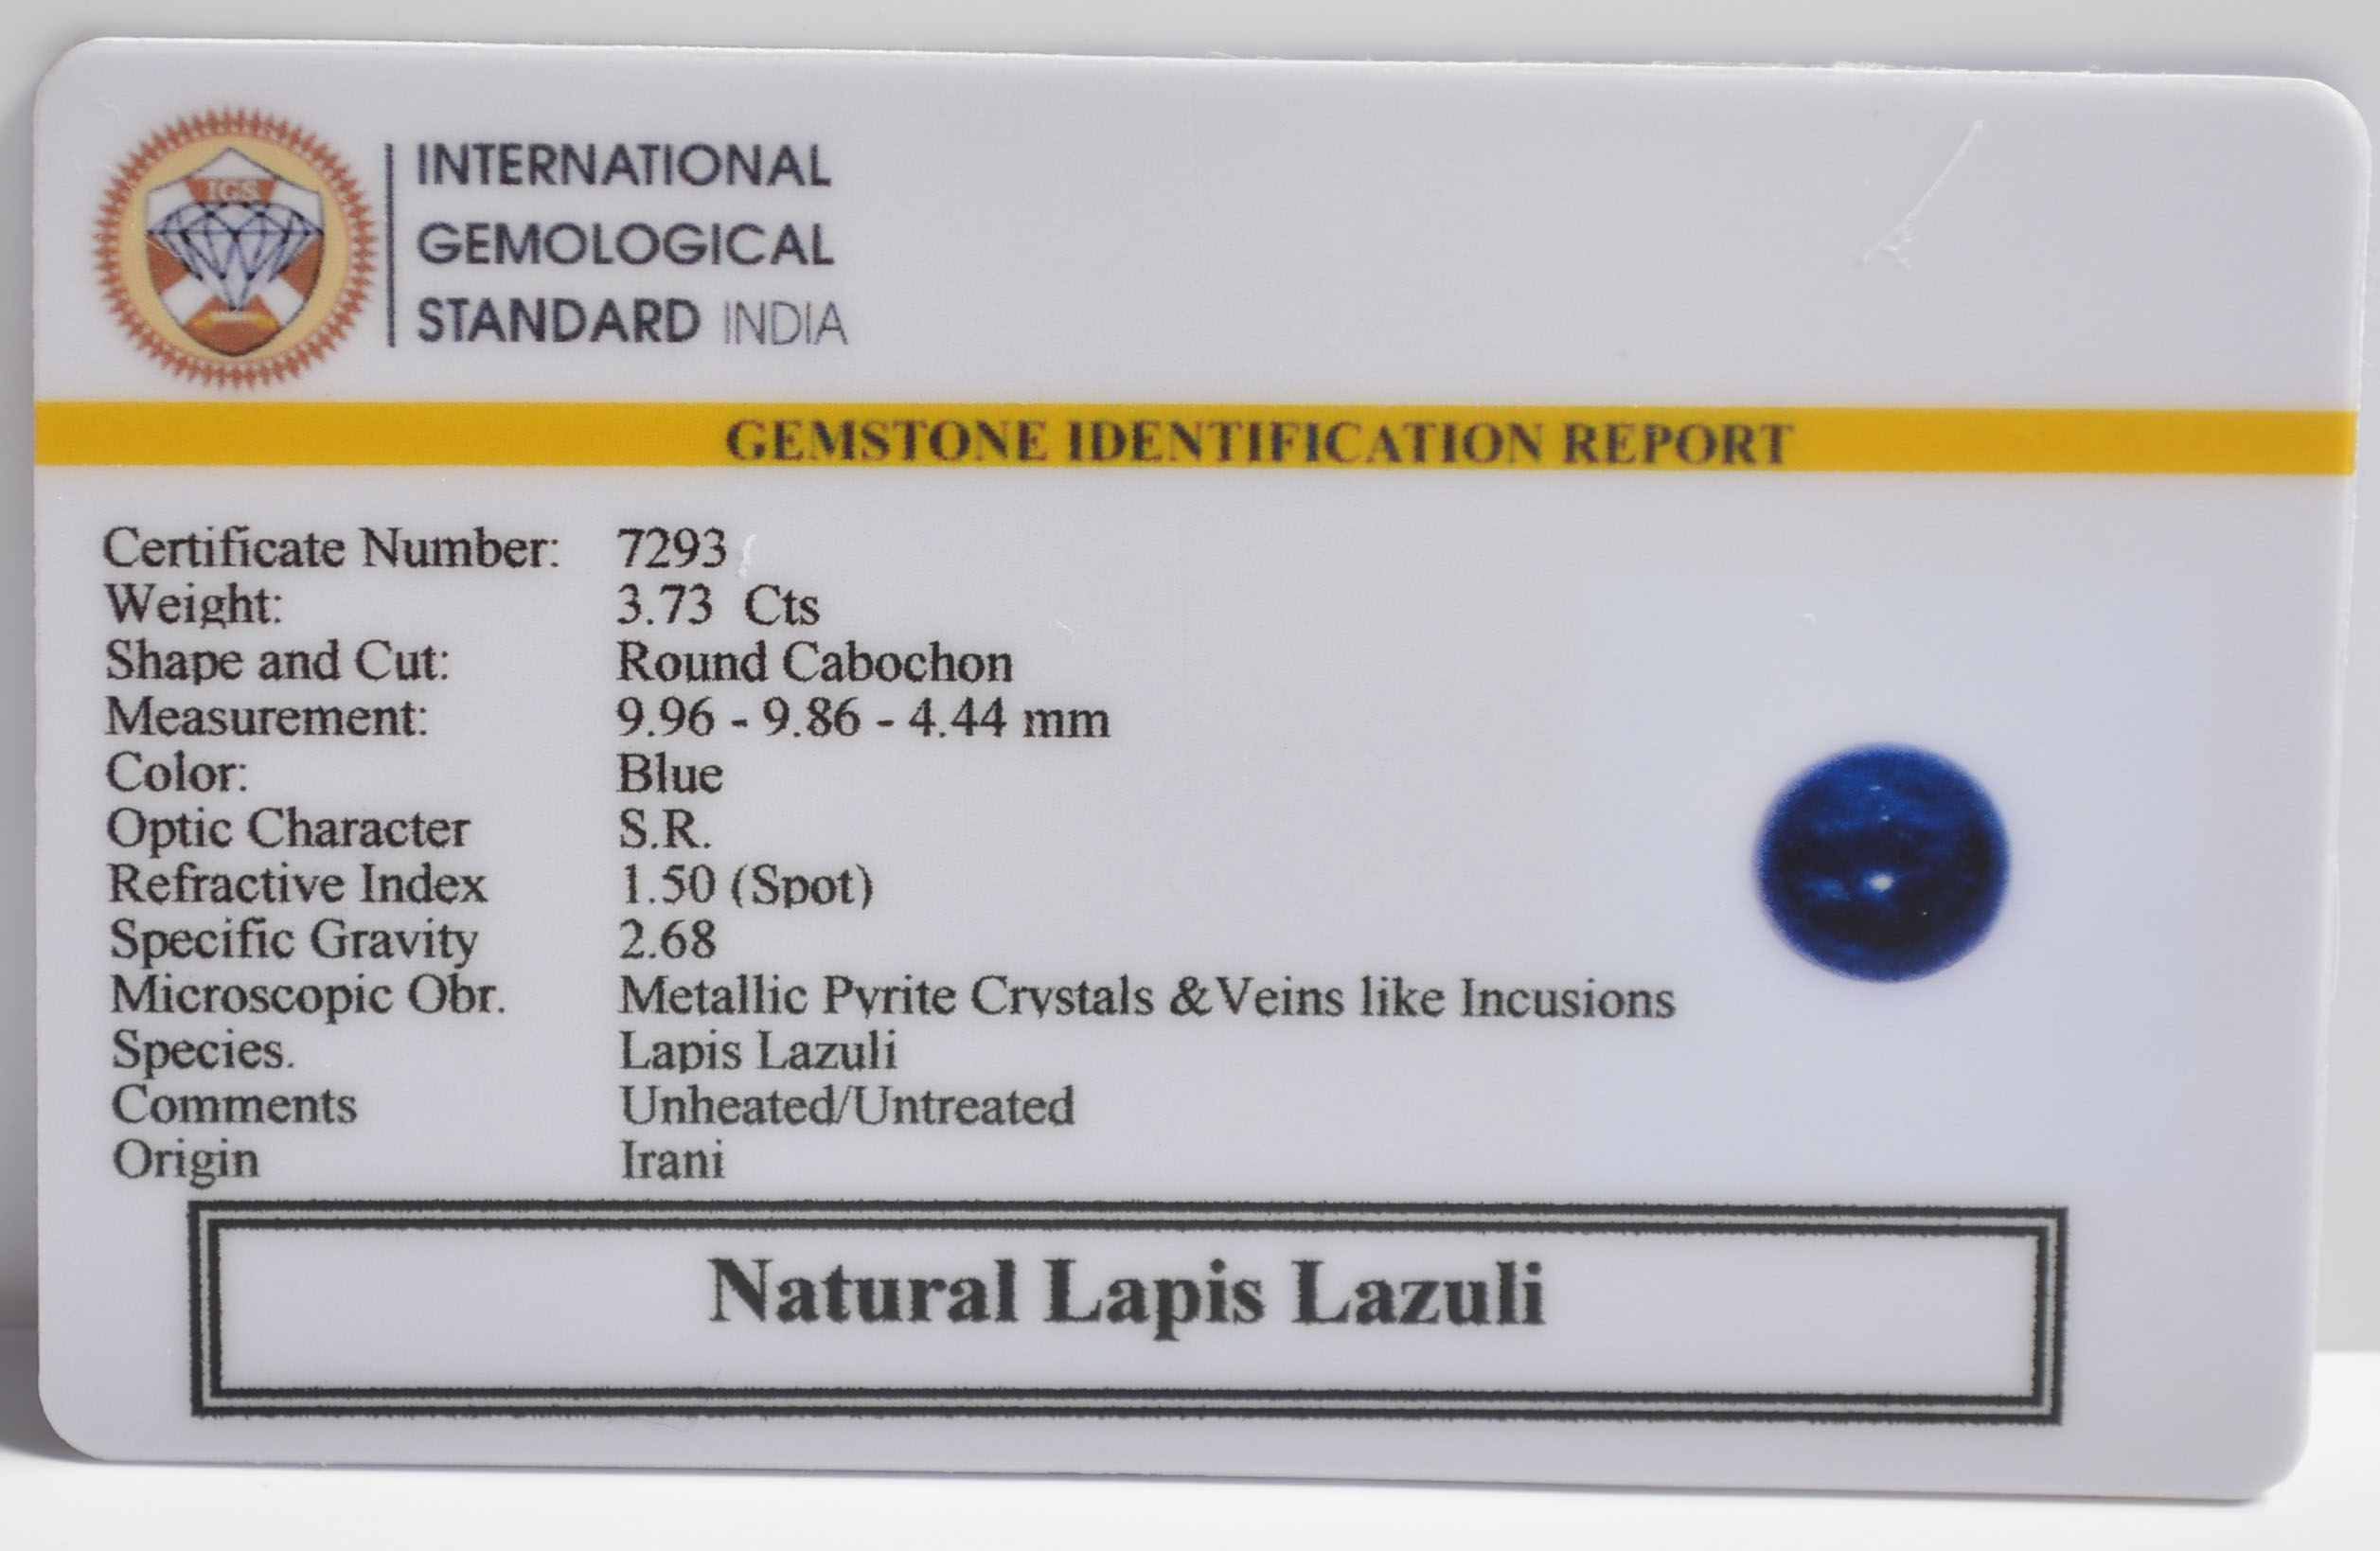 IGS
INTERNATIONAL
GEMOLOGICAL
STANDARD INDIA
GEMSTONE IDENTIFICATION REPORT
Certificate Number: 7293
Weight: 3.73 Cts
Shape and Cut: Round Cabochon
Measurement: 9.96 - 9.86 - 4.44 mm
Color: Blue
Optic Character S.R.
Refractive Index 1.50 (Spot)
Specific Gravity 2.68
Microscopic Obr. Metallic Pyrite Crystals &Veins like Incusions
Species. Lapis Lazuli
Comments Unheated/Untreated
Origin Irani
Natural Lapis Lazuli